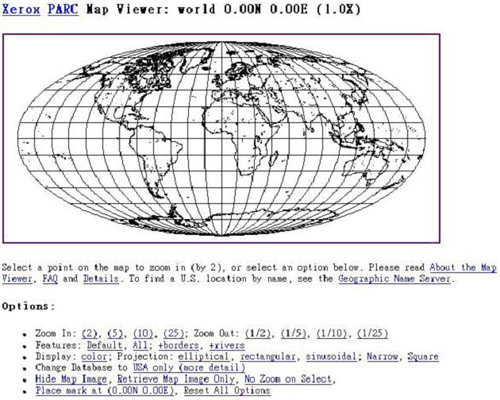 Xerox PARC Map Viewer: world 0.00N 0.00E (1.0X)
Select a point on the map to zoom in (by 2), or select an option below. Please read About the Map
Viewer, FAQ and Details. To find a U.S. location by name, see the Geographic Name Server.
Options:
• Zoom In: (2), (5), (10), (25); Zoom Out: (1/2), (1/5), (1/10), (1/25)
• Features: Default, All; +borders, +rivers
• Display: color; Projection: elliptical, rectangular, sinusoidal; Narrow, Square
• Change Database to USA only (more detail)
• Hide Map Image, Retrieve Map Image Only, No Zoom on Select,
• Place mark at (0.00N 0.00E), Reset All Options